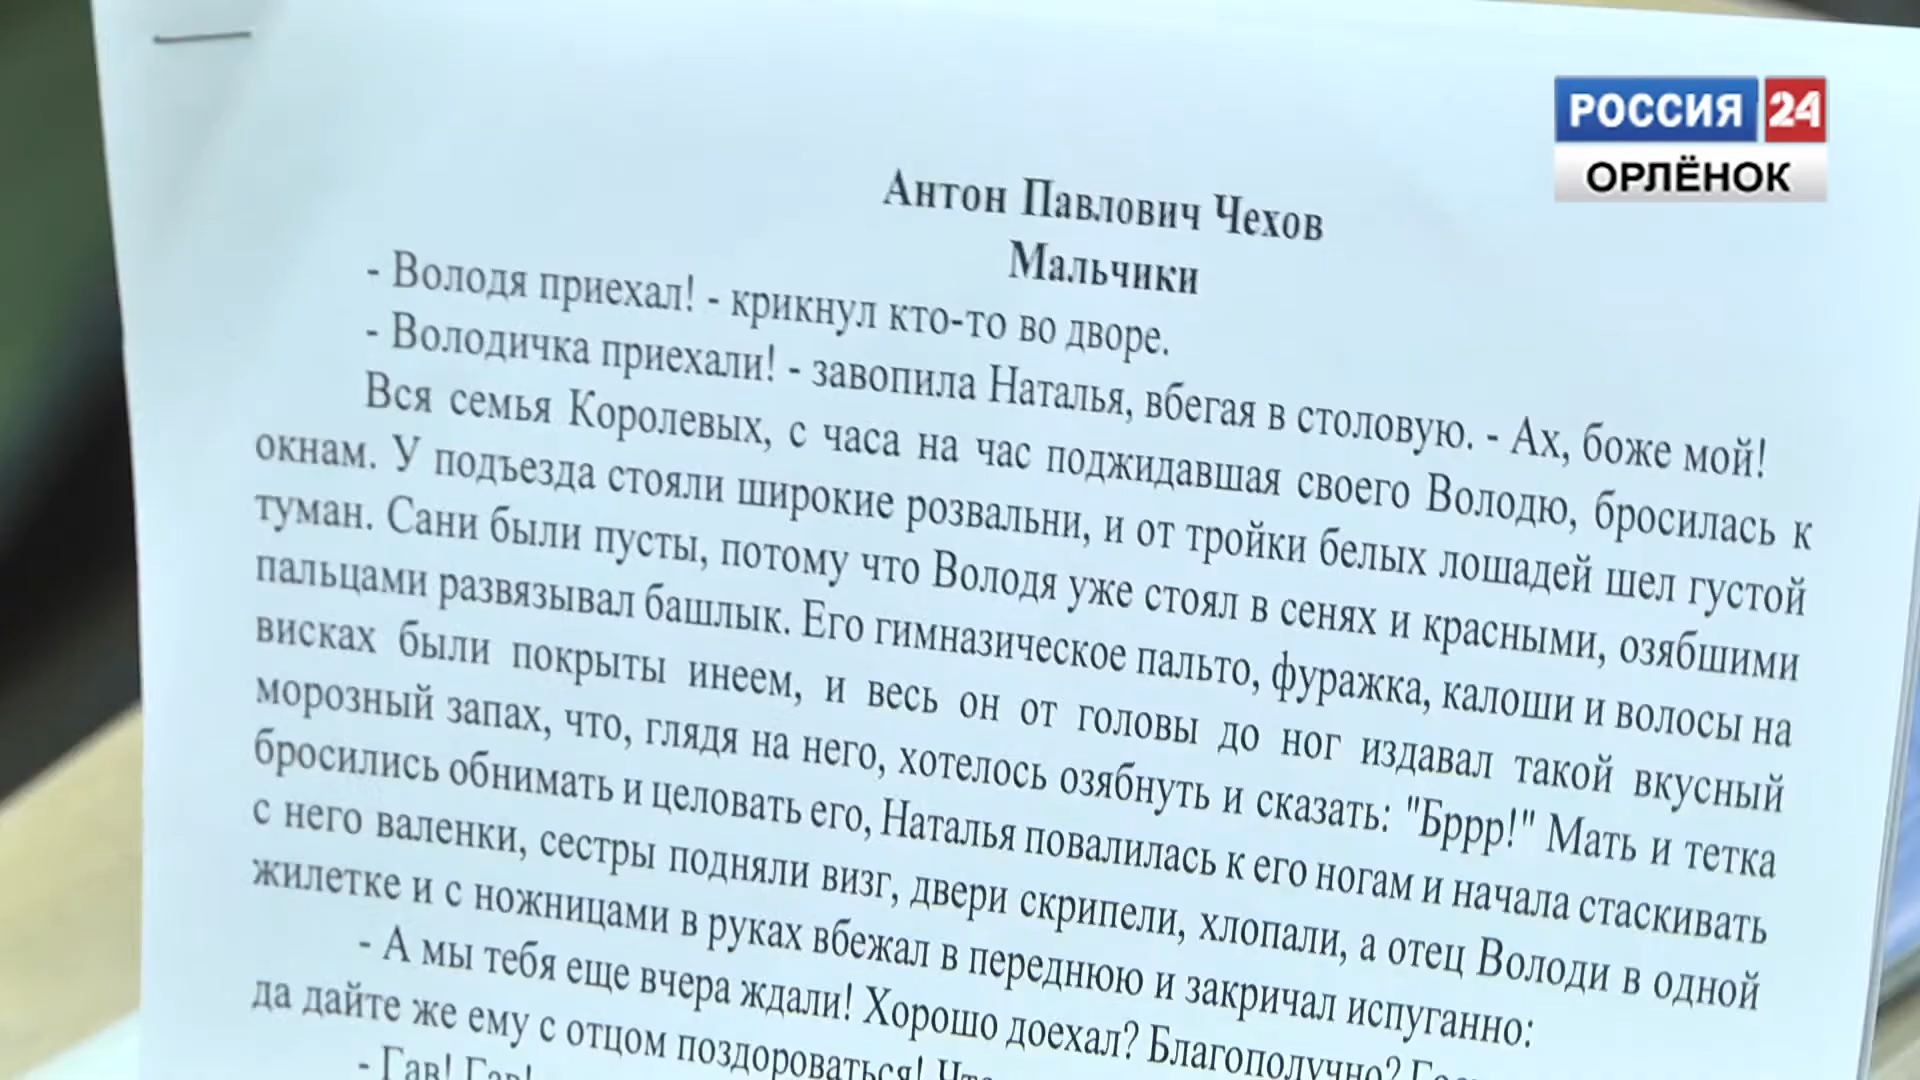 РОССИЯ 24
ОРЛЁНОК
Антон Павлович Чехов
Мальчики
- Володя приехал! - крикнул кто-то во дворе.
- Володичка приехали! - завопила Наталья, вбегая в столовую. - Ах, боже мой!
Вся семья Королевых, с часа на час поджидавшая своего Володю, бросилась к
окнам. У подъезда стояли широкие розвальни, и от тройки белых лошадей шел густой
туман. Сани были пусты, потому что Володя уже стоял в сенях и красными, озябшими
пальцами развязывал башлык. Его гимназическое пальто, фуражка, калоши и волосы на
висках были покрыты инеем, и весь он от головы до ног издавал такой вкусный
морозный запах, что, глядя на него, хотелось озябнуть и сказать: "Бррр!" Мать и тетка
бросились обнимать и целовать его, Наталья повалилась к его ногам и начала стаскивать
с него валенки, сестры подняли визг, двери скрипели, хлопали, а отец Володи в одной
жилетке и с ножницами в руках вбежал в переднюю и закричал испуганно:
- А мы тебя еще вчера ждали! Хорошо доехал? Благополучно?
да дайте же ему с отцом поздороваться!
- Гав! Гав!